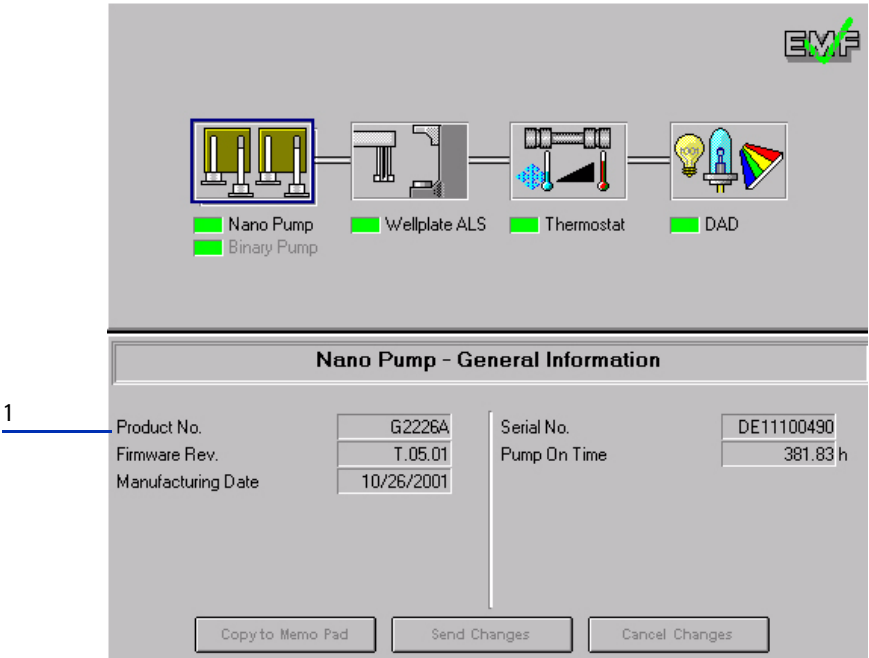 EMF
Nano Pump
Wellplate ALS
Thermostat
DAD
Binary Pump
Nano Pump - General Information
1
Product No. G2226A Serial No. DE11100490
Firmware Rev. T.05.01 Pump On Time 381.83 h
Manufacturing Date 10/26/2001
Copy to Memo Pad Send Changes Cancel Changes